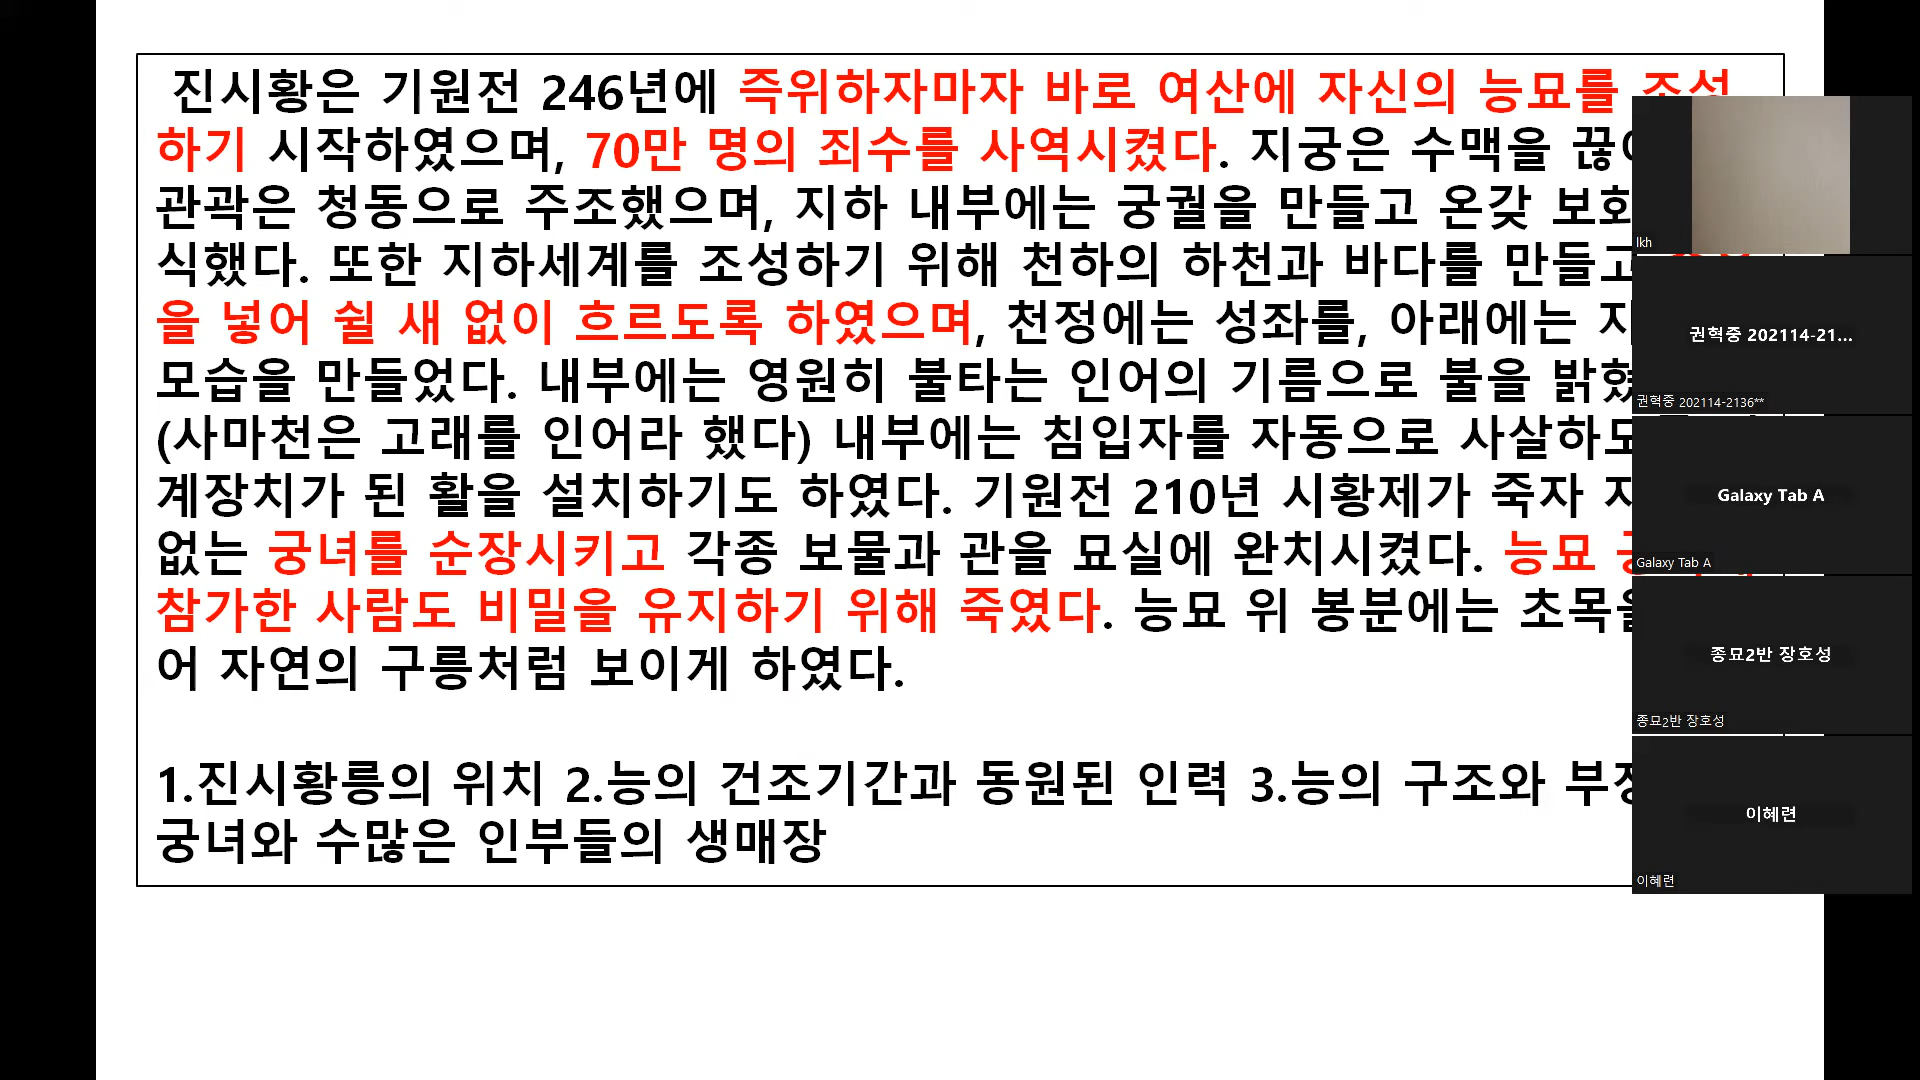 진시황은 기원전 246년에 즉위하자마자 바로 여산에 자신의 능묘를 조성
하기 시작하였으며, 70만 명의 죄수를 사역시켰다. 지궁은 수맥을
관곽은 청동으로 주조했으며, 지하 내부에는 궁궐을 만들고 온갖
식했다. 또한 지하세계를 조성하기 위해 천하의 하천과 바다를 만들고
을 넣어 쉴 새 없이 흐르도록 하였으며, 천정에는 성좌를, 아래에는
모습을 만들었다. 내부에는 영원히 불타는 인어의 기름으로 불을
(사마천은 고래를 인어라 했다) 내부에는 침입자를 자동으로
계장치가 된 활을 설치하기도 하였다. 기원전 210년 시황제가 죽자
없는 궁녀를 순장시키고 각종 보물과 관을 묘실에 완치시켰다. 능묘
참가한 사람도 비밀을 유지하기 위해 죽였다. 능묘 위 봉분에는
어 자연의 구릉처럼 보이게 하였다.
1.진시황릉의 위치 2.능의 건조기간과 동원된 인력 3.능의 구조와
궁녀와 수많은 인부들의 생매장
lkh
권혁중 202114-21...
권혁중 202114-2136**
Galaxy Tab A
Galaxy Tab A
종묘2반 장호성
종묘2반 장호성
이혜련
이혜련